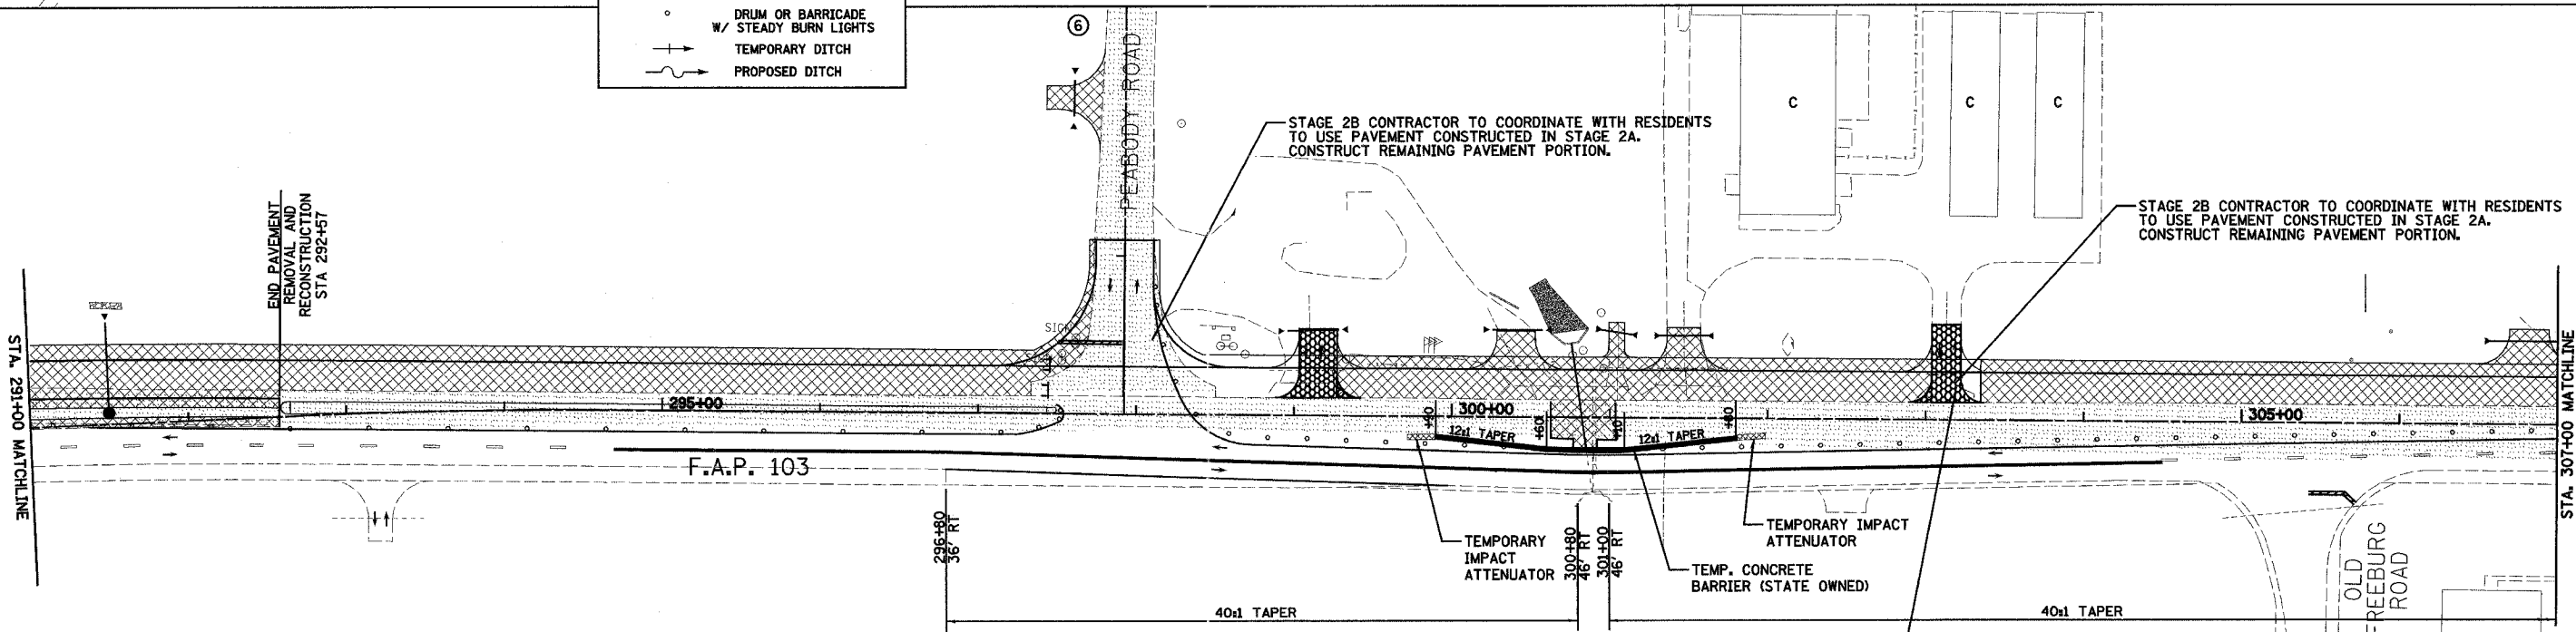 DRUM OR BARRICADE
W/ STEADY BURN LIGHTS
TEMPORARY DITCH
PROPOSED DITCH
6
PEABODY ROAD
STAGE 2B CONTRACTOR TO COORDINATE WITH RESIDENTS
TO USE PAVEMENT CONSTRUCTED IN STAGE 2A.
CONSTRUCT REMAINING PAVEMENT PORTION.
C
C
C
STAGE 2B CONTRACTOR TO COORDINATE WITH RESIDENTS
TO USE PAVEMENT CONSTRUCTED IN STAGE 2A.
CONSTRUCT REMAINING PAVEMENT PORTION.
END PAVEMENT
REMOVAL AND
RECONSTRUCTION
STA 292+57
SIGN
STA. 291+00 MATCHLINE
295+00
300+00
305+00
+40
+60
+10
+80
12:1 TAPER
12:1 TAPER
F.A.P. 103
STA. 307+00 MATCHLINE
296+80
36' RT
TEMPORARY
IMPACT
ATTENUATOR
300+80
46' RT
301+00
46' RT
TEMPORARY IMPACT
ATTENUATOR
TEMP. CONCRETE
BARRIER (STATE OWNED)
OLD
FREEBURG
ROAD
40:1 TAPER
40:1 TAPER